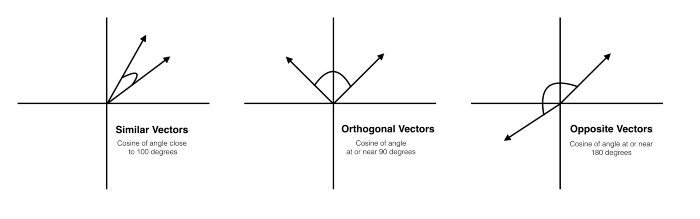 Similar Vectors
Cosine of angle close
to 100 degrees
Orthogonal Vectors
Cosine of angle
at or near 90 degrees
Opposite Vectors
Cosine of angle at or near
180 degrees